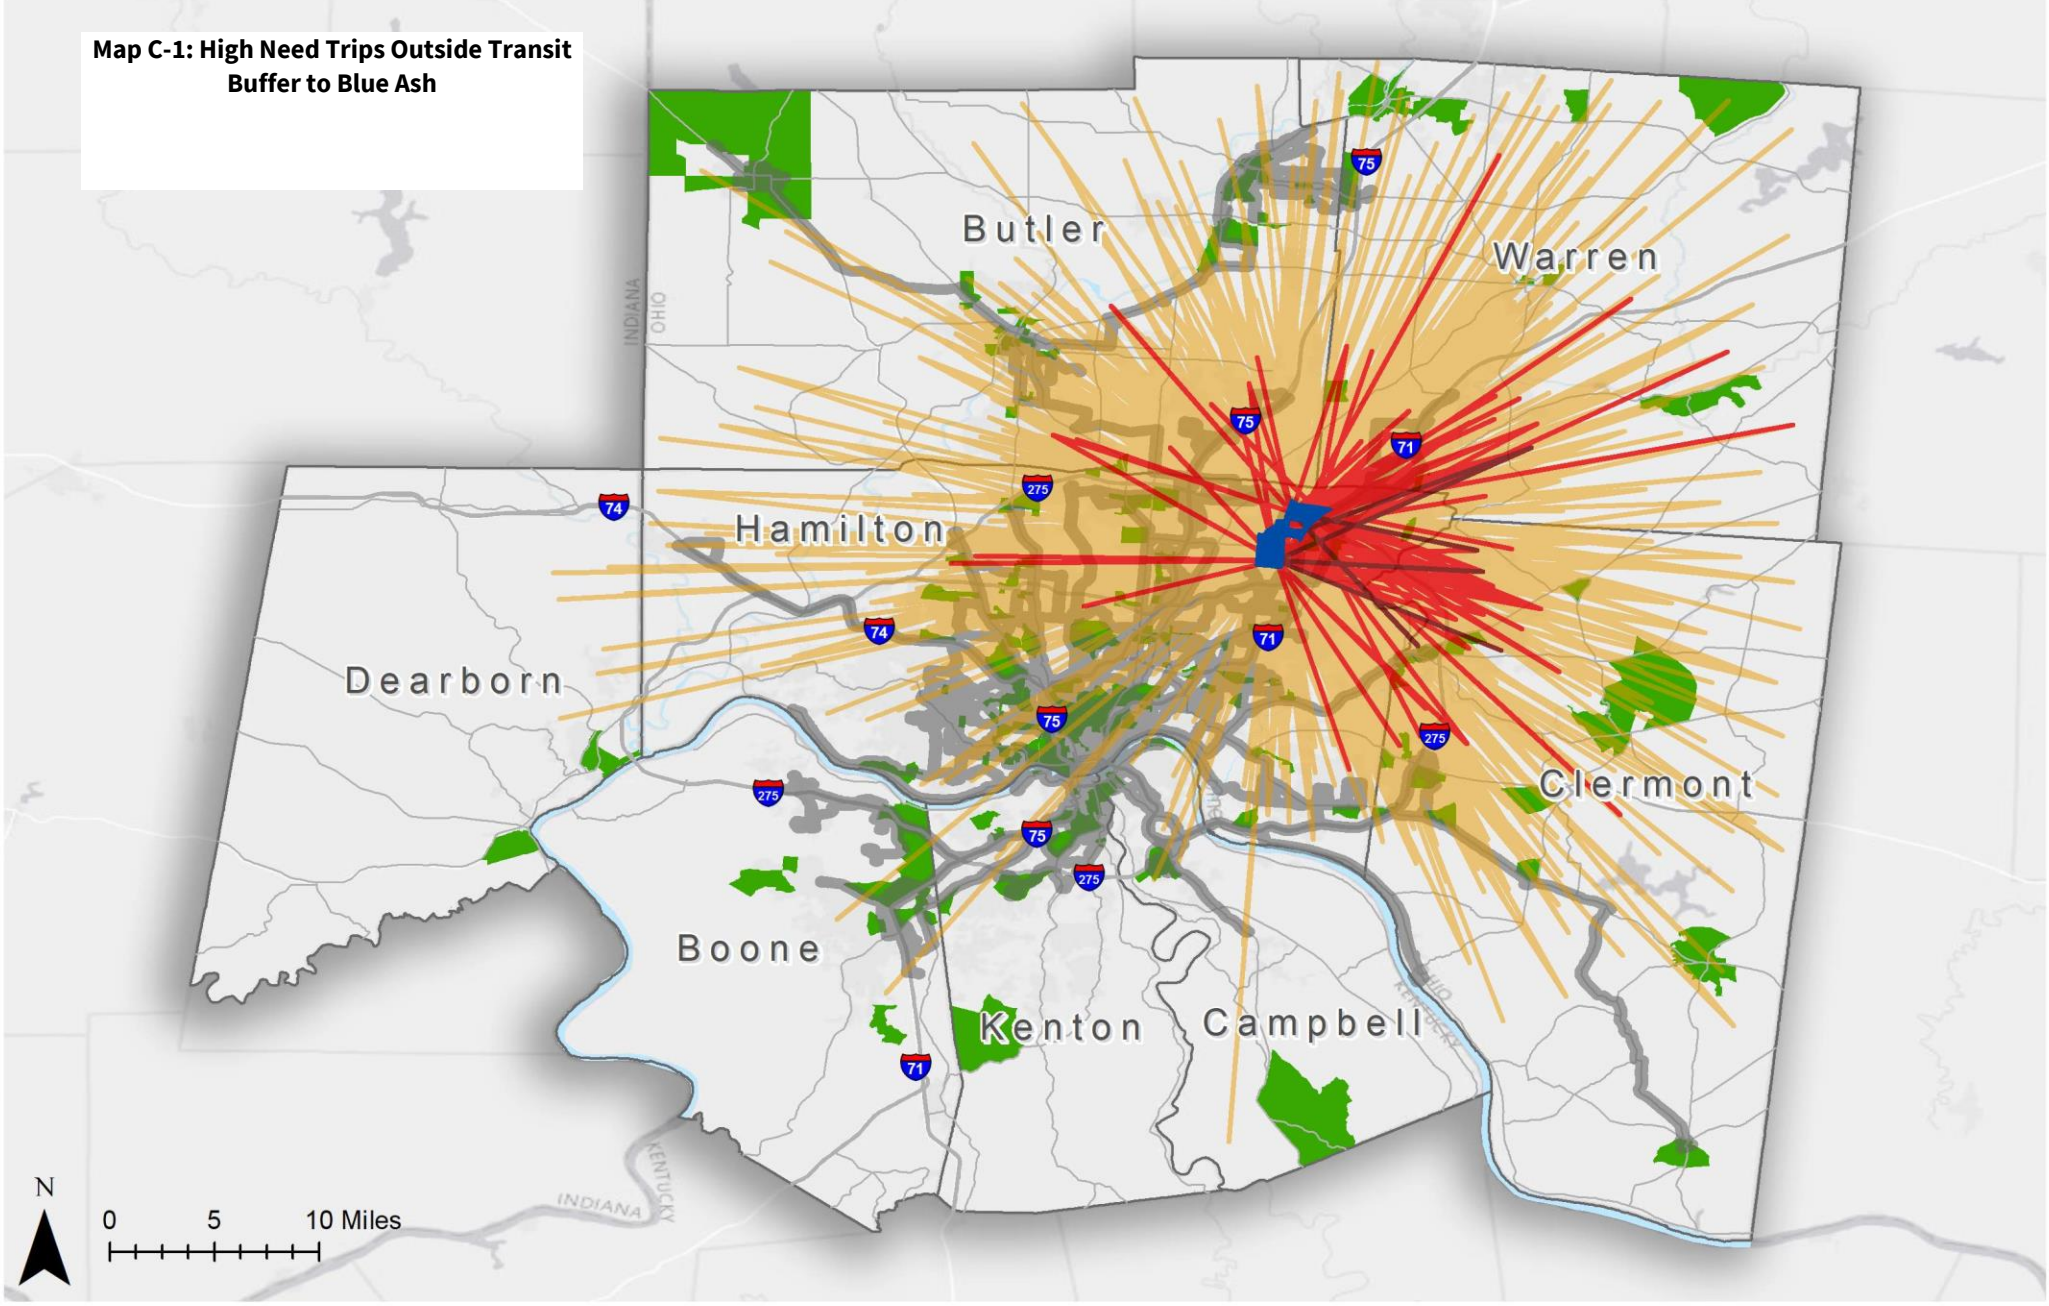 Map C-1: High Need Trips Outside Transit
Buffer to Blue Ash
75
Butler
Warren
INDIANA
OHIO
75
71
275
74
Hamilton
74
71
Dearborn
75
275
275
Clermont
75
275
Boone
OHIO
KENTUCKY
Kenton
Campbell
71
KENTUCKY
INDIANA
N
0 5 10 Miles